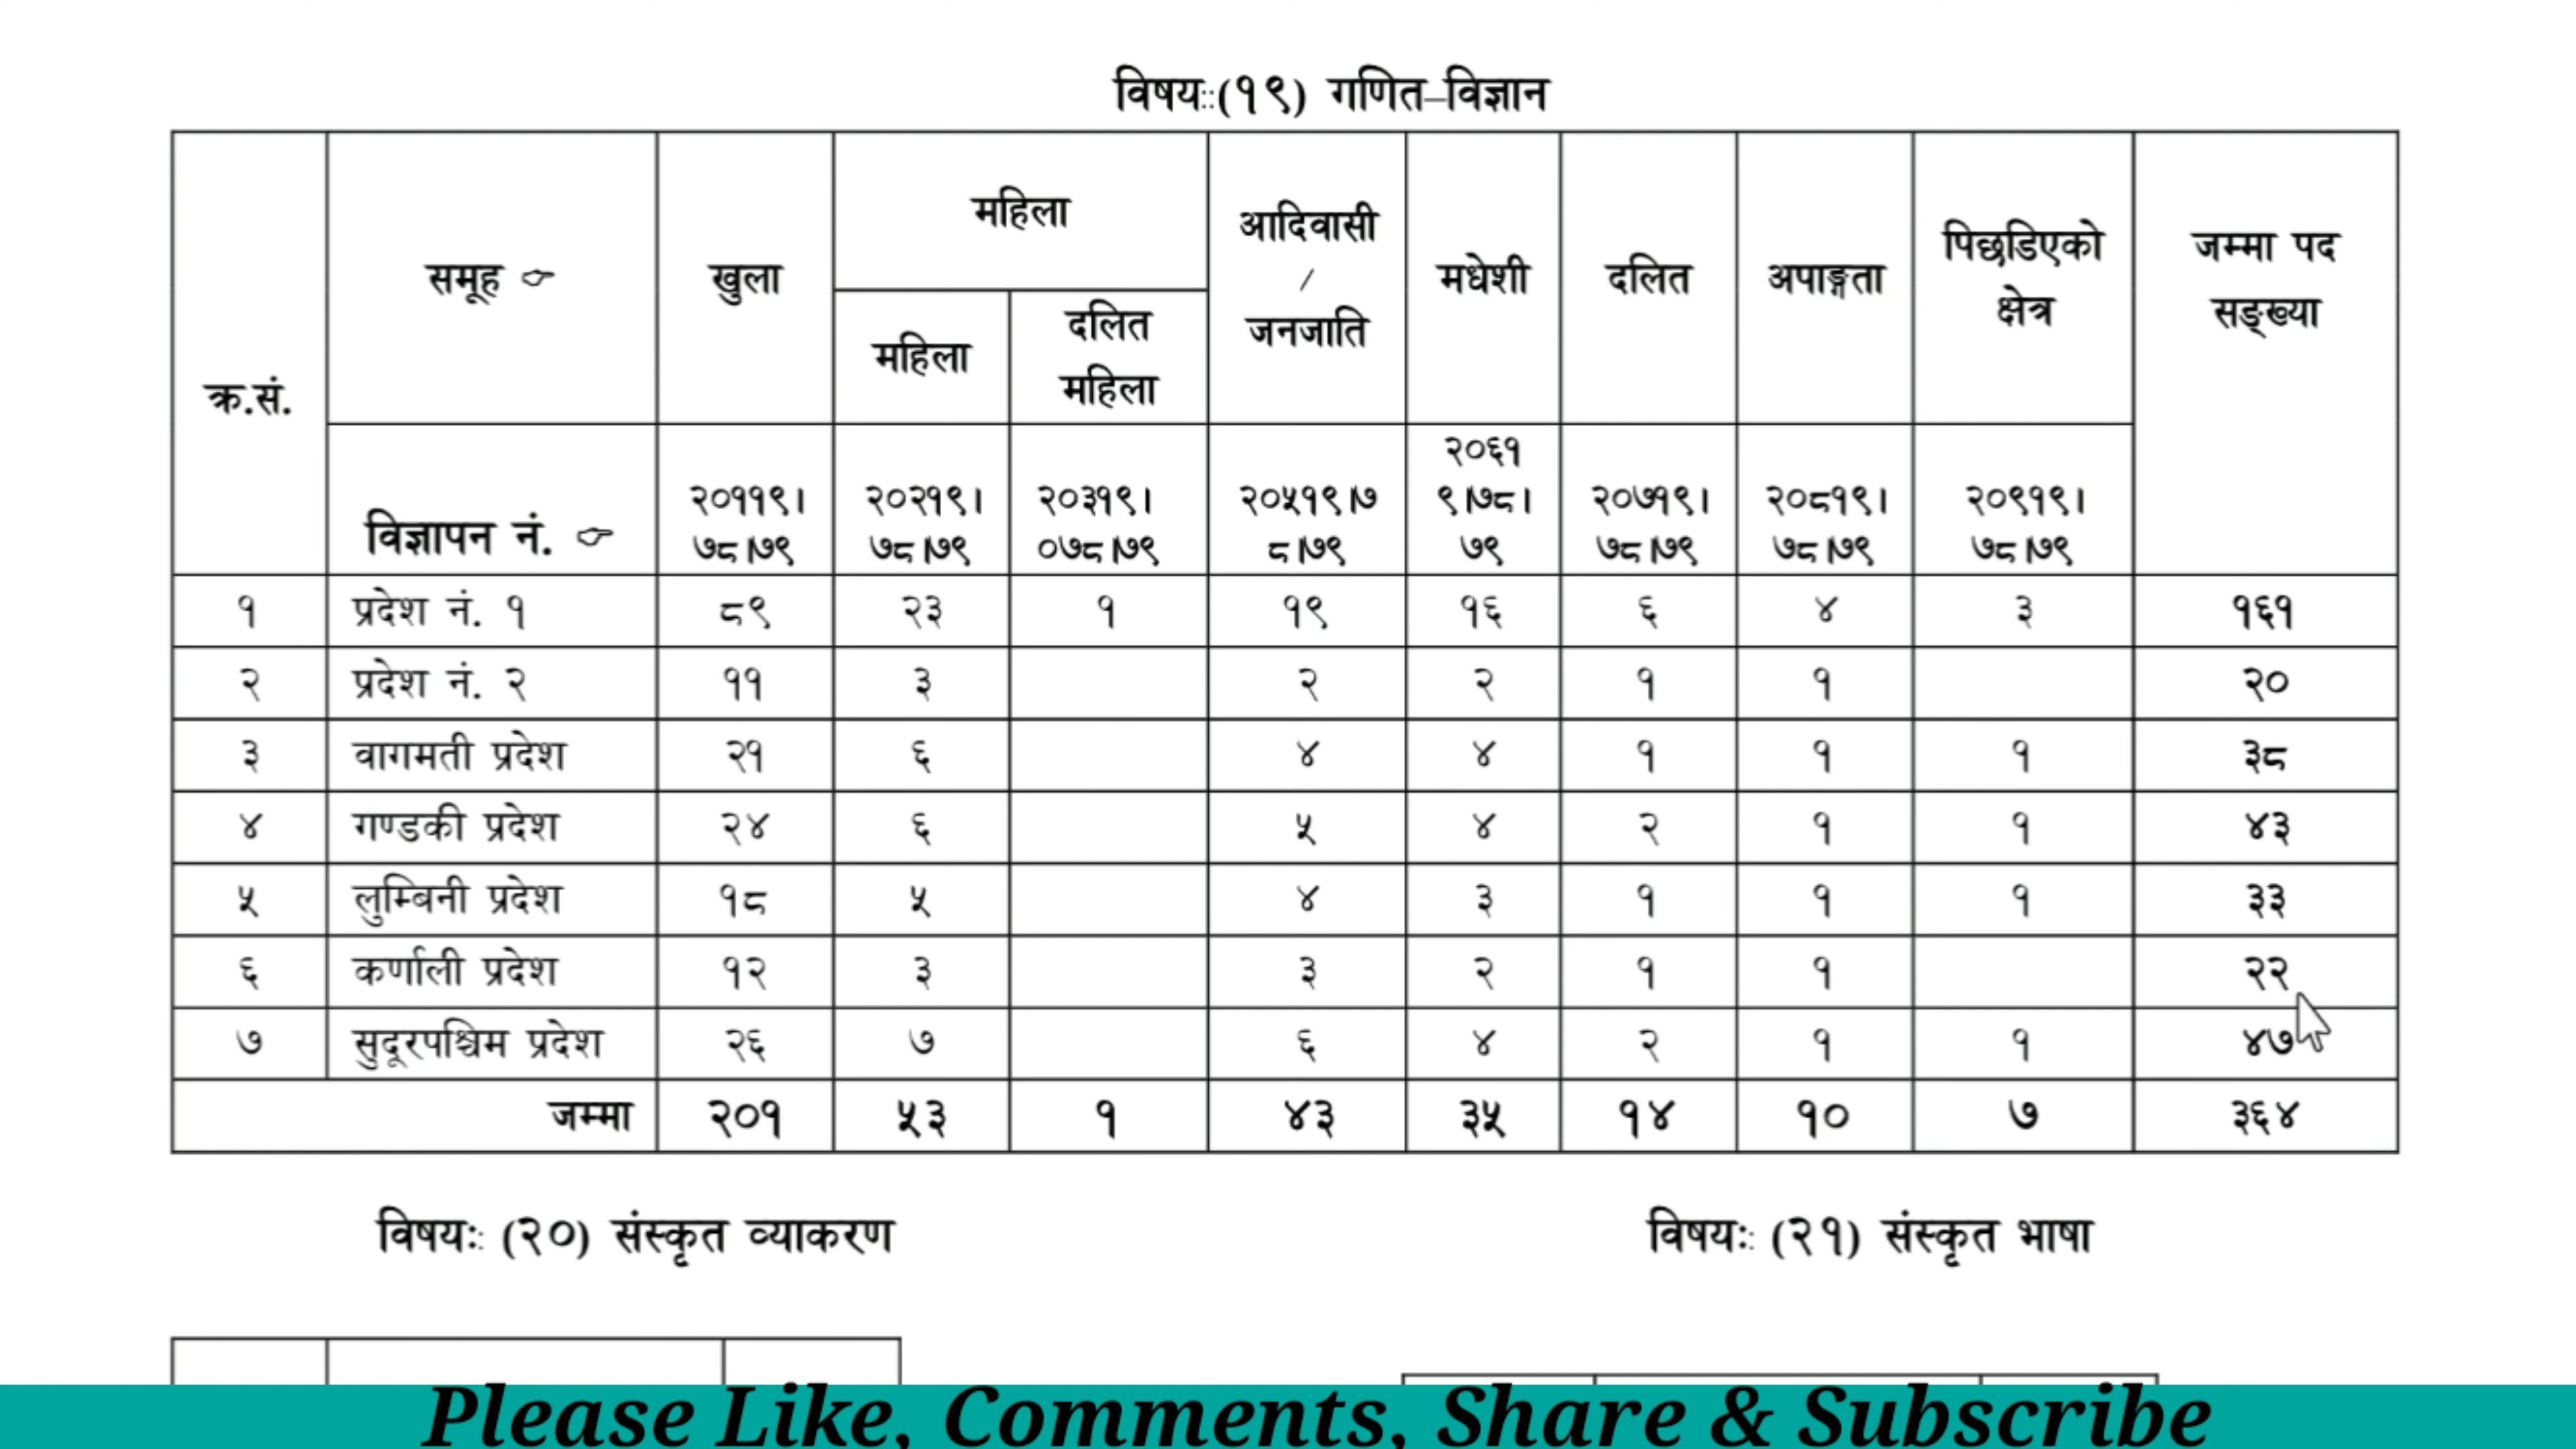 विषयः(१९) गणित–विज्ञान
क्र.सं. समूह ☞ खुला महिला आदिवासी / जनजाति मधेशी दलित अपाङ्गता पिछडिएको क्षेत्र जम्मा पद सङ्ख्या
महिला दलित महिला
विज्ञापन नं. ☞ २०११९। ७८।७९ २०२१९। ७८।७९ २०३१९। ०७८।७९ २०५१९।७ ८।७९ २०६१ ९।७८। ७९ २०७१९। ७८।७९ २०८१९। ७८।७९ २०९१९। ७८।७९
१ प्रदेश नं. १ ८९ २३ १ १९ १६ ६ ४ ३ १६१
२ प्रदेश नं. २ ११ ३ २ २ १ १ २०
३ वागमती प्रदेश २१ ६ ४ ४ १ १ १ ३८
४ गण्डकी प्रदेश २४ ६ ५ ४ २ १ १ ४३
५ लुम्बिनी प्रदेश १८ ५ ४ ३ १ १ १ ३३
६ कर्णाली प्रदेश १२ ३ ३ २ १ १ २२
७ सुदूरपश्चिम प्रदेश २६ ७ ६ ४ २ १ १ ४७
जम्मा २०१ ५३ १ ४३ ३५ १४ १० ७ ३६४
विषयः (२०) संस्कृत व्याकरण
विषयः (२१) संस्कृत भाषा
Please Like, Comments, Share & Subscribe